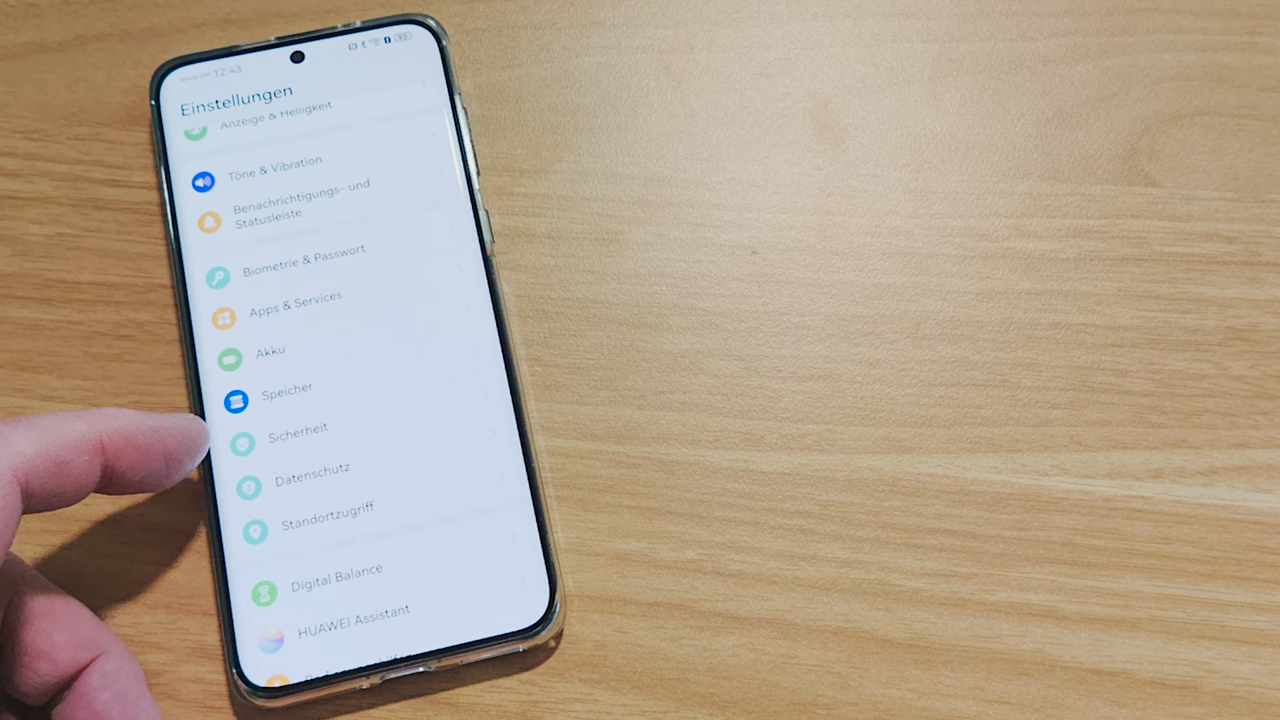 12:43
92
Einstellungen
Anzeige & Helligkeit
Töne & Vibration
Benachrichtigungs- und
Statusleiste
Biometrie & Passwort
Apps & Services
Akku
Speicher
Sicherheit
Datenschutz
Standortzugriff
Digital Balance
HUAWEI Assistant